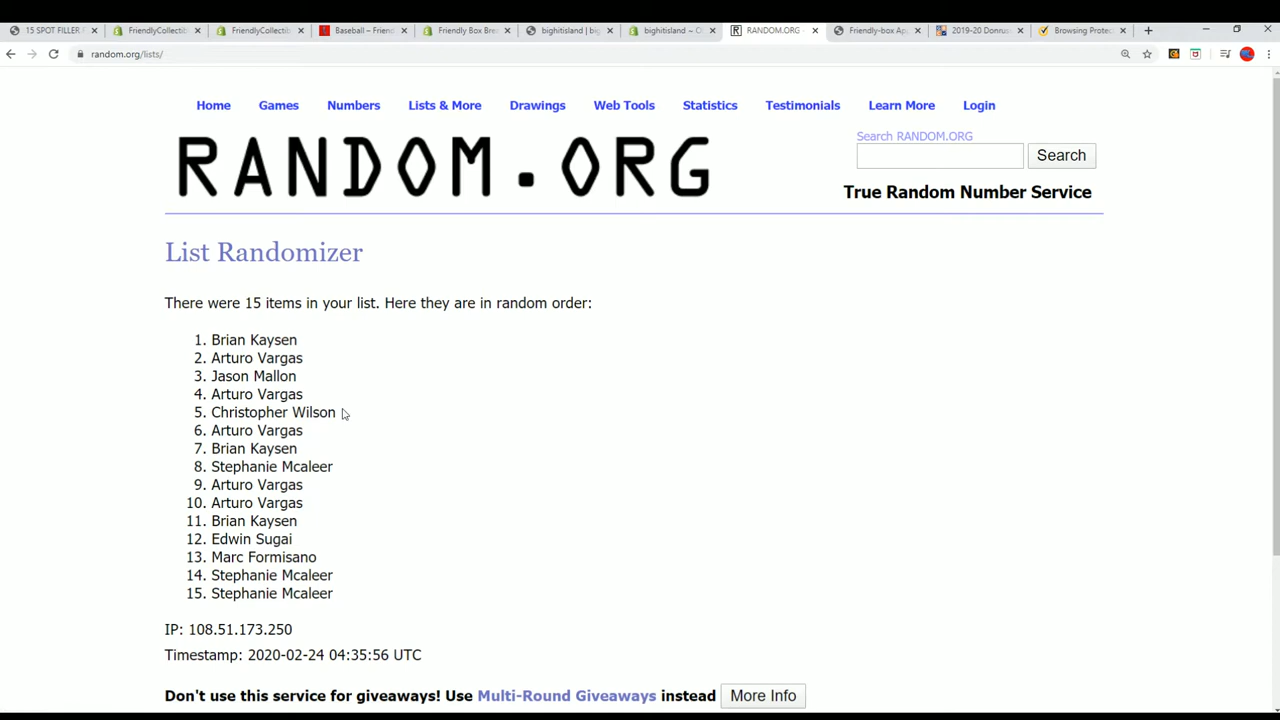 15 SPOT FILLER
FriendlyCollectib
FriendlyCollectib
Baseball – Frien
Friendly Box Bre
bighitisland | big
bighitisland – C
RANDOM.ORG
Friendly-box Ap
2019-20 Donrus
Browsing Protec
random.org/lists/
Home
Games
Numbers
Lists & More
Drawings
Web Tools
Statistics
Testimonials
Learn More
Login
RANDOM.ORG
Search RANDOM.ORG
Search
True Random Number Service
List Randomizer
There were 15 items in your list. Here they are in random order:
1. Brian Kaysen
2. Arturo Vargas
3. Jason Mallon
4. Arturo Vargas
5. Christopher Wilson
6. Arturo Vargas
7. Brian Kaysen
8. Stephanie Mcaleer
9. Arturo Vargas
10. Arturo Vargas
11. Brian Kaysen
12. Edwin Sugai
13. Marc Formisano
14. Stephanie Mcaleer
15. Stephanie Mcaleer
IP: 108.51.173.250
Timestamp: 2020-02-24 04:35:56 UTC
Don't use this service for giveaways! Use Multi-Round Giveaways instead
More Info